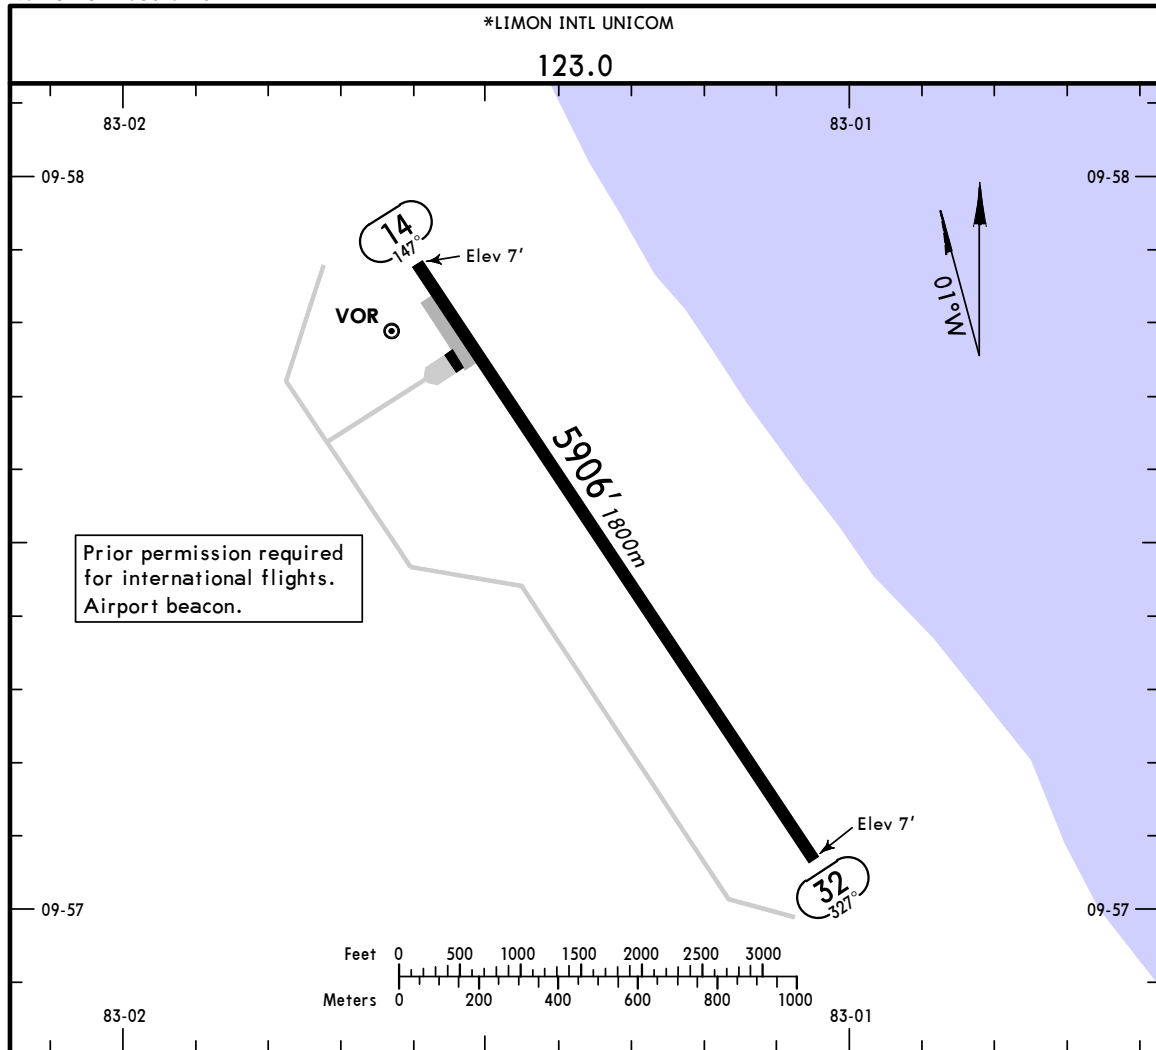 *LIMON INTL UNICOM
123.0
83-02
83-01
09-58
09-58
14
147°
Elev 7'
VOR
01°W
5906' 1800m
Prior permission required
for international flights.
Airport beacon.
Elev 7'
32
327°
09-57
09-57
Feet 0 500 1000 1500 2000 2500 3000
Meters 0 200 400 600 800 1000
83-02
83-01